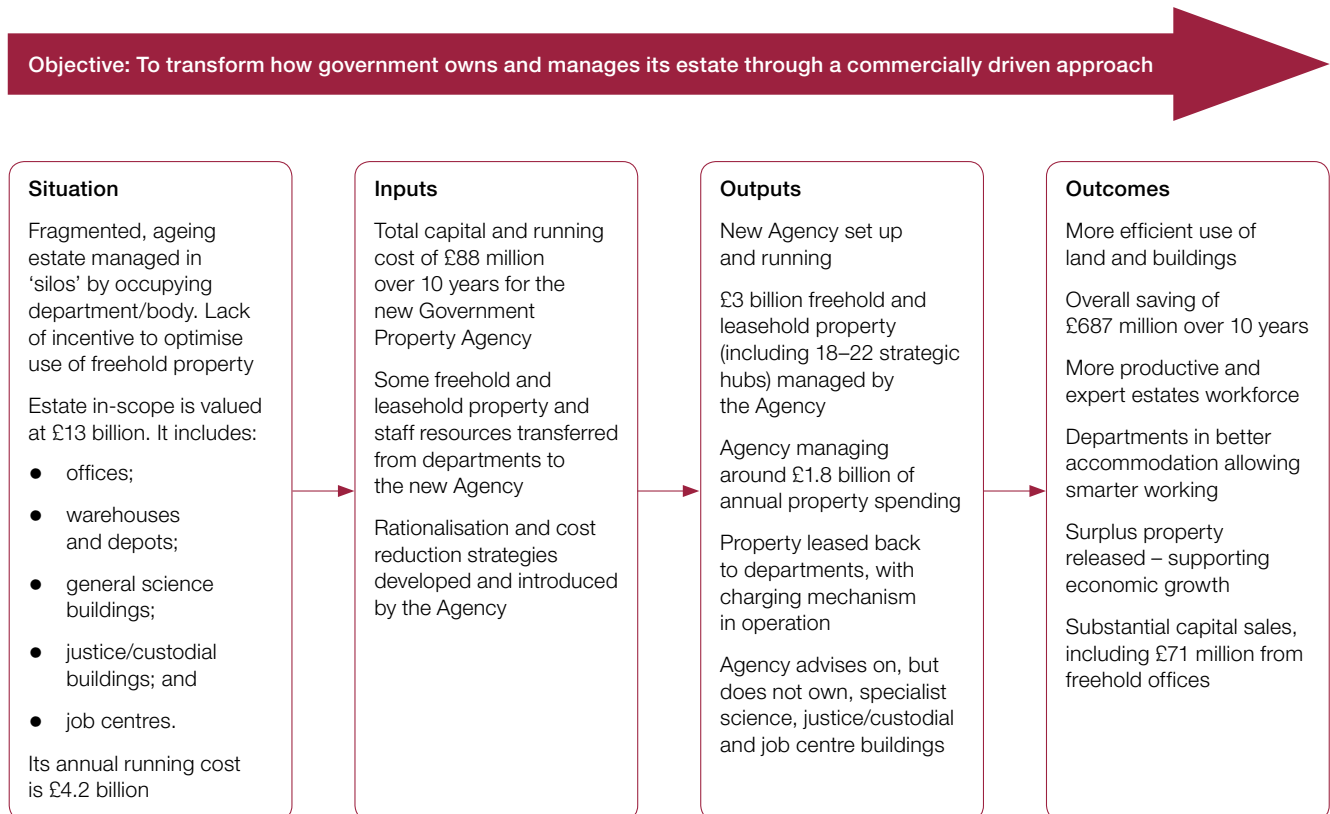 Objective: To transform how government owns and manages its estate through a commercially driven approach
Situation
Fragmented, ageing
estate managed in
‘silos’ by occupying
department/body. Lack
of incentive to optimise
use of freehold property
Estate in-scope is valued
at £13 billion. It includes:
● offices;
● warehouses
and depots;
● general science
buildings;
● justice/custodial
buildings; and
● job centres.
Its annual running cost
is £4.2 billion
Inputs
Total capital and running
cost of £88 million
over 10 years for the
new Government
Property Agency
Some freehold and
leasehold property and
staff resources transferred
from departments to
the new Agency
Rationalisation and cost
reduction strategies
developed and introduced
by the Agency
Outputs
New Agency set up
and running
£3 billion freehold and
leasehold property
(including 18–22 strategic
hubs) managed by
the Agency
Agency managing
around £1.8 billion of
annual property spending
Property leased back
to departments, with
charging mechanism
in operation
Agency advises on, but
does not own, specialist
science, justice/custodial
and job centre buildings
Outcomes
More efficient use of
land and buildings
Overall saving of
£687 million over 10 years
More productive and
expert estates workforce
Departments in better
accommodation allowing
smarter working
Surplus property
released – supporting
economic growth
Substantial capital sales,
including £71 million from
freehold offices